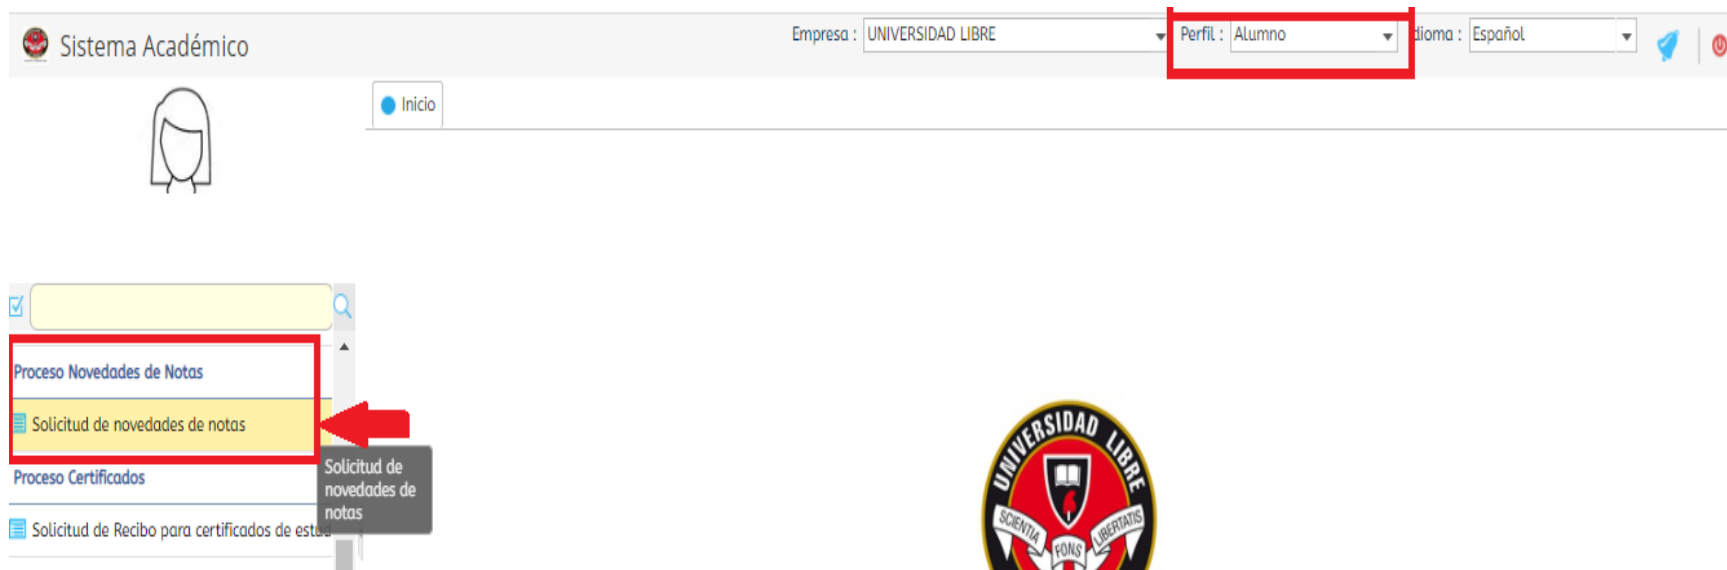 Sistema Académico
Empresa : UNIVERSIDAD LIBRE
Perfil : Alumno
dioma : Español
Inicio
Proceso Novedades de Notas
Solicitud de novedades de notas
Solicitud de
novedades de
notas
Proceso Certificados
Solicitud de Recibo para certificados de estud
UNIVERSIDAD LIBRE
SCIENTIA
FONS
LIBERTATIS